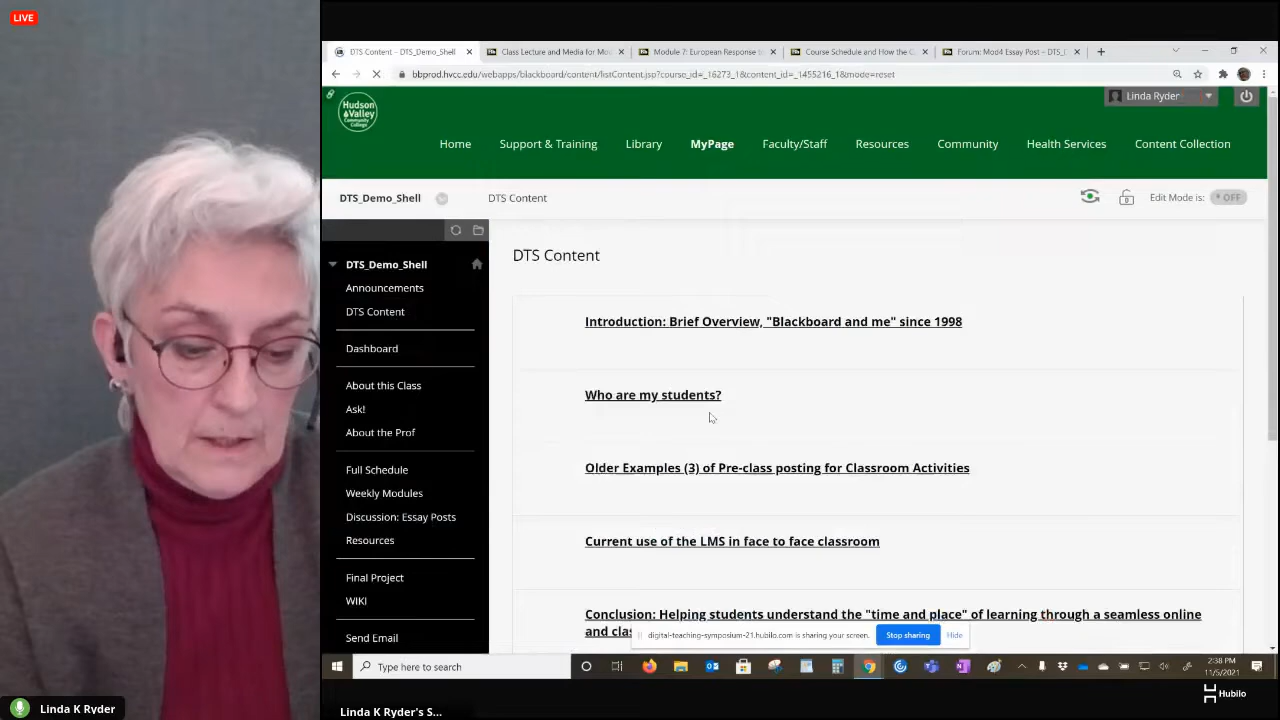 LIVE
DTS Content – DTS_Demo_Shell
Class Lecture and Media for Mo
Module 7: European Response to
Course Schedule and How the G
Forum: Mod4 Essay Post – DTS_D
bbprod.hvcc.edu/webapps/blackboard/content/listContent.jsp?course_id=_16273_1&content_id=_1455216_1&mode=reset
Hudson Valley Community College
Linda Ryder
Home
Support & Training
Library
MyPage
Faculty/Staff
Resources
Community
Health Services
Content Collection
DTS_Demo_Shell
DTS Content
Edit Mode is:
OFF
DTS_Demo_Shell
Announcements
DTS Content
Dashboard
About this Class
Ask!
About the Prof
Full Schedule
Weekly Modules
Discussion: Essay Posts
Resources
Final Project
WIKI
Send Email
DTS Content
Introduction: Brief Overview, "Blackboard and me" since 1998
Who are my students?
Older Examples (3) of Pre-class posting for Classroom Activities
Current use of the LMS in face to face classroom
Conclusion: Helping students understand the "time and place" of learning through a seamless online
and
digital-teaching-symposium-21.hubilo.com is sharing your screen.
Stop sharing
Hide
Type here to search
2:38 PM
11/5/2021
Linda K Ryder
Linda K Ryder's S...
Hubilo